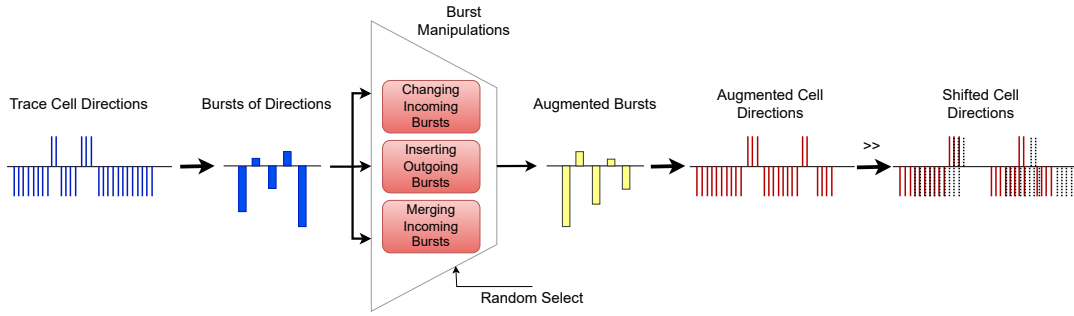 Burst
Manipulations
Trace Cell Directions
Bursts of Directions
Changing
Incoming
Bursts
Inserting
Outgoing
Bursts
Merging
Incoming
Bursts
Random Select
Augmented Bursts
Augmented Cell
Directions
>>
Shifted Cell
Directions